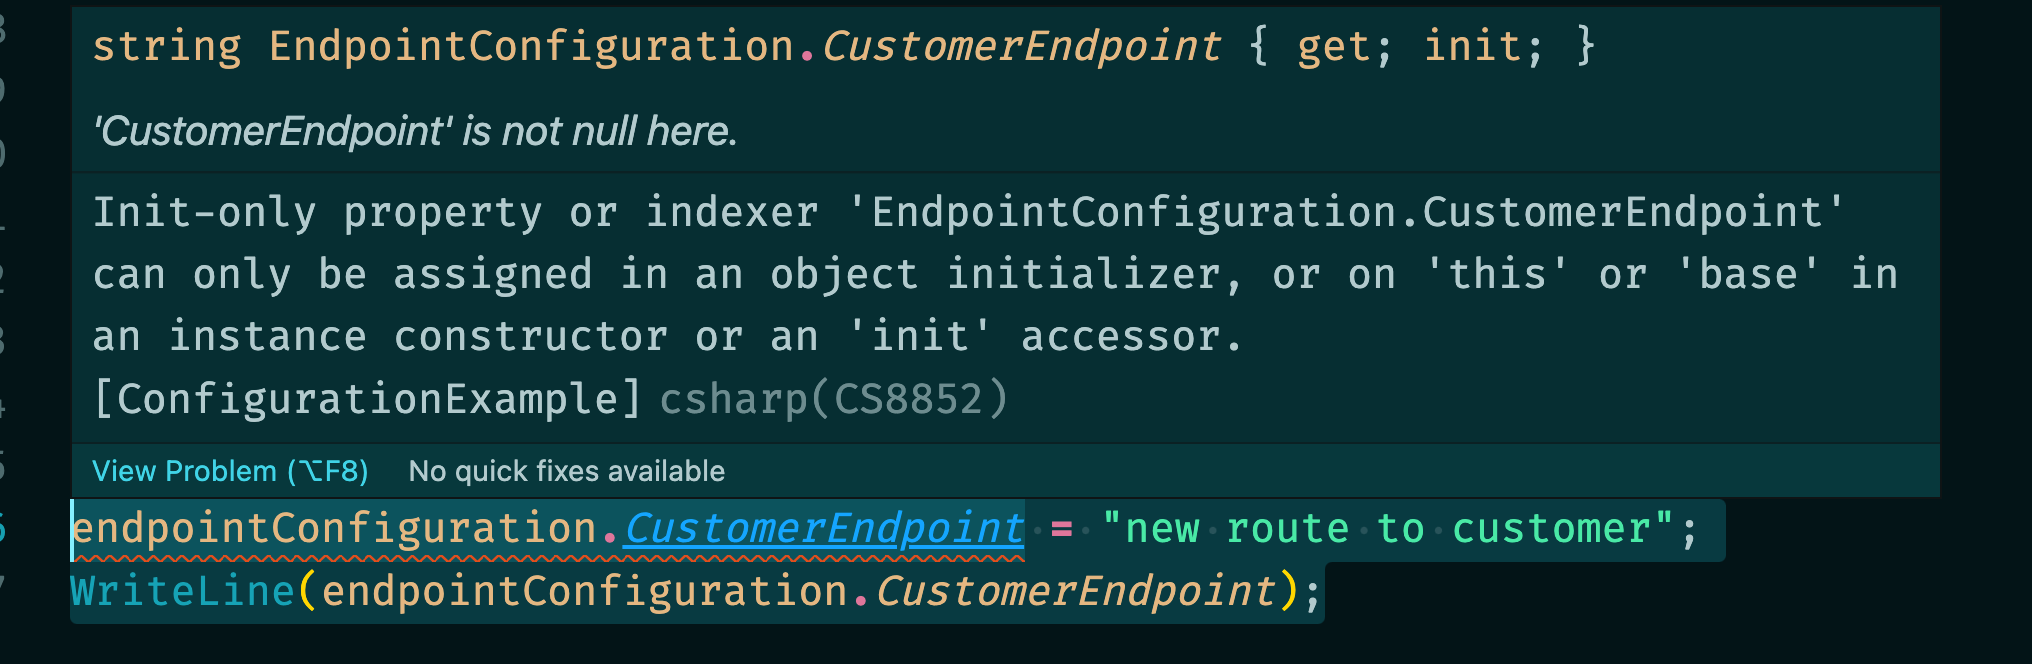 string EndpointConfiguration.CustomerEndpoint { get; init; }
'CustomerEndpoint' is not null here.
Init-only property or indexer 'EndpointConfiguration.CustomerEndpoint'
can only be assigned in an object initializer, or on 'this' or 'base' in
an instance constructor or an 'init' accessor.
[ConfigurationExample] csharp(CS8852)
View Problem (⌥F8) No quick fixes available
endpointConfiguration.CustomerEndpoint = "new route to customer";
WriteLine(endpointConfiguration.CustomerEndpoint);